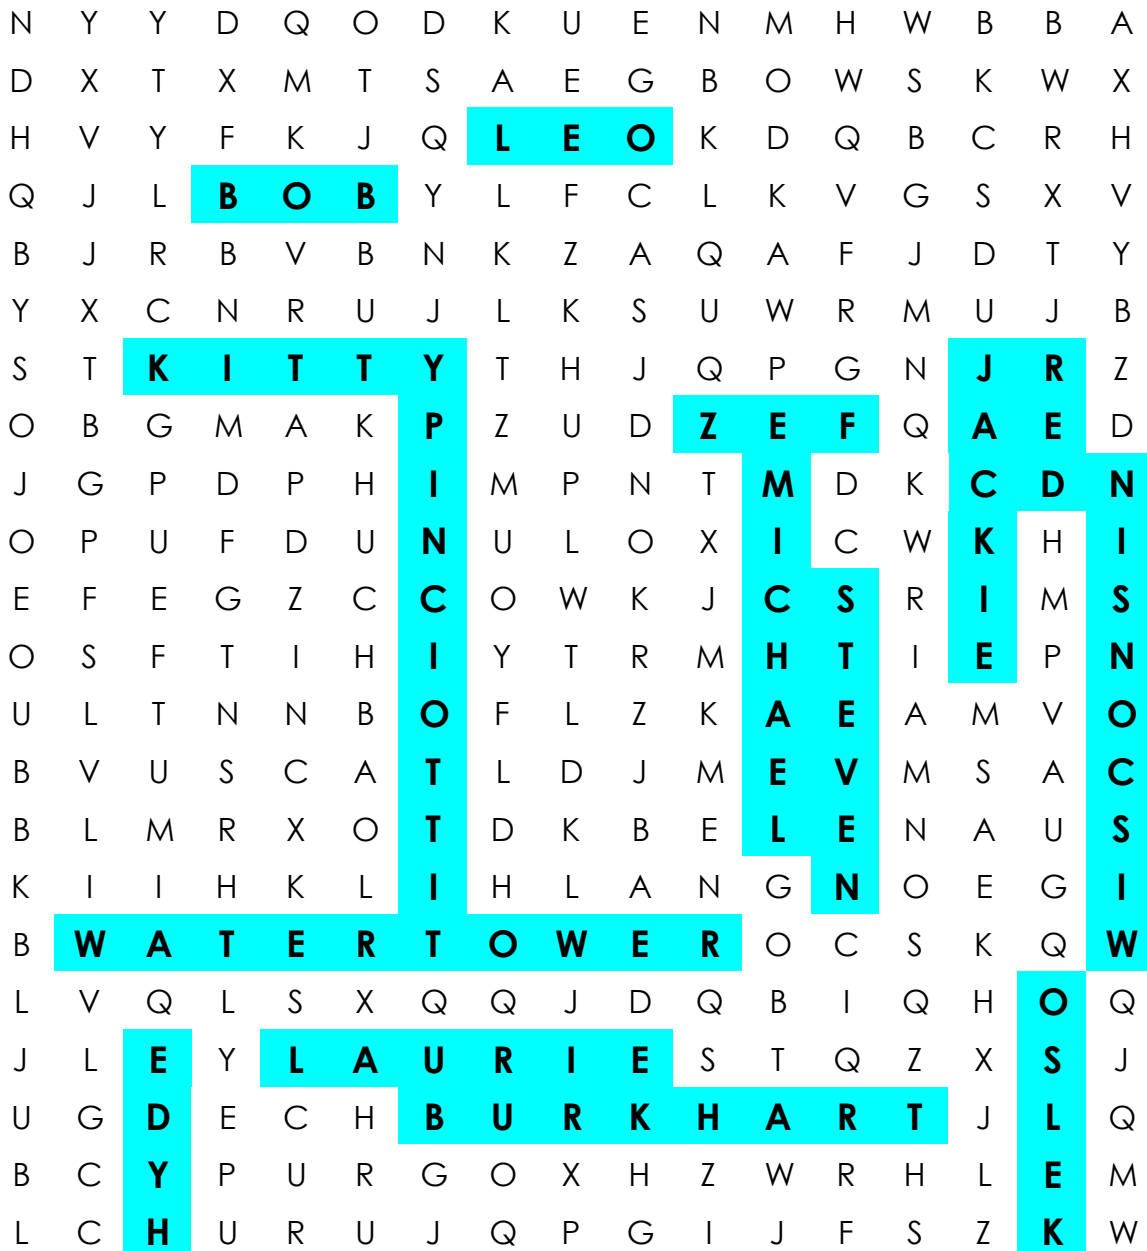 N Y Y D Q O D K U E N M H W B B A
D X T X M T S A E G B O W S K W X
H V Y F K J Q L E O K D Q B C R H
Q J L B O B Y L F C L K V G S X V
B J R B V B N K Z A Q A F J D T Y
Y X C N R U J L K S U W R M U J B
S T K I T T Y T H J Q P G N J R Z
O B G M A K P Z U D Z E F Q A E D
J G P D P H I M P N T M D K C D N
O P U F D U N U L O X I C W K H I
E F E G Z C C O W K J C S R I M S
O S F T I H I Y T R M H T I E P N
U L T N N B O F L Z K A E A M V O
B V U S C A T L D J M E V M S A C
B L M R X O T D K B E L E N A U S
K I I H K L I H L A N G N O E G I
B W A T E R T O W E R O C S K Q W
L V Q L S X Q Q J D Q B I Q H O Q
J L E Y L A U R I E S T Q Z X S J
U G D E C H B U R K H A R T J L Q
B C Y P U R G O X H Z W R H L E M
L C H U R U J Q P G I J F S Z K W